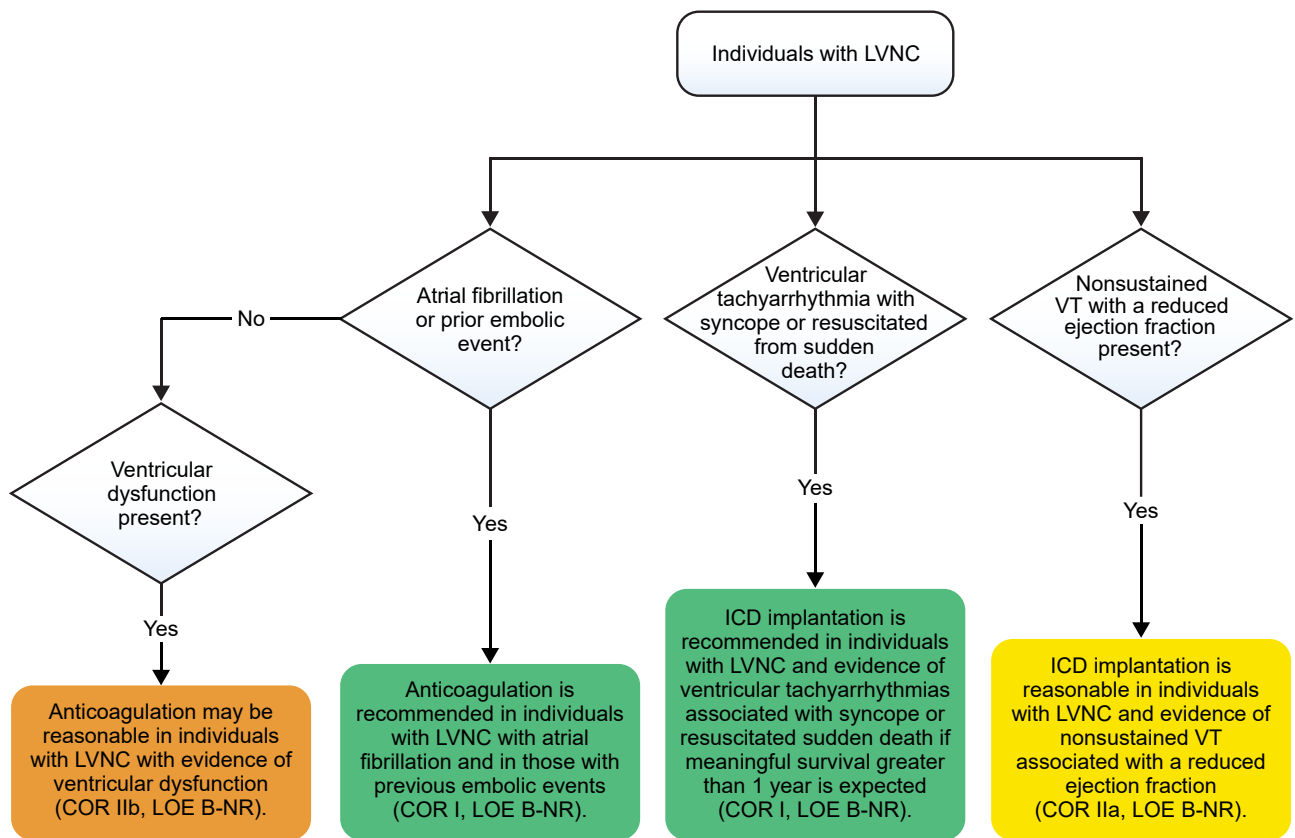 Individuals with LVNC
Atrial fibrillation
or prior embolic
event?
Ventricular
tachyarrhythmia with
syncope or resuscitated
from sudden
death?
Nonsustained
VT with a reduced
ejection fraction
present?
No
Ventricular
dysfunction
present?
Yes
Yes
Yes
Yes
Anticoagulation may be
reasonable in individuals
with LVNC with evidence of
ventricular dysfunction
(COR IIb, LOE B-NR).
Anticoagulation is
recommended in individuals
with LVNC with atrial
fibrillation and in those with
previous embolic events
(COR I, LOE B-NR).
ICD implantation is
recommended in individuals
with LVNC and evidence of
ventricular tachyarrhythmias
associated with syncope or
resuscitated sudden death if
meaningful survival greater
than 1 year is expected
(COR I, LOE B-NR).
ICD implantation is
reasonable in individuals
with LVNC and evidence of
nonsustained VT
associated with a reduced
ejection fraction
(COR IIa, LOE B-NR).